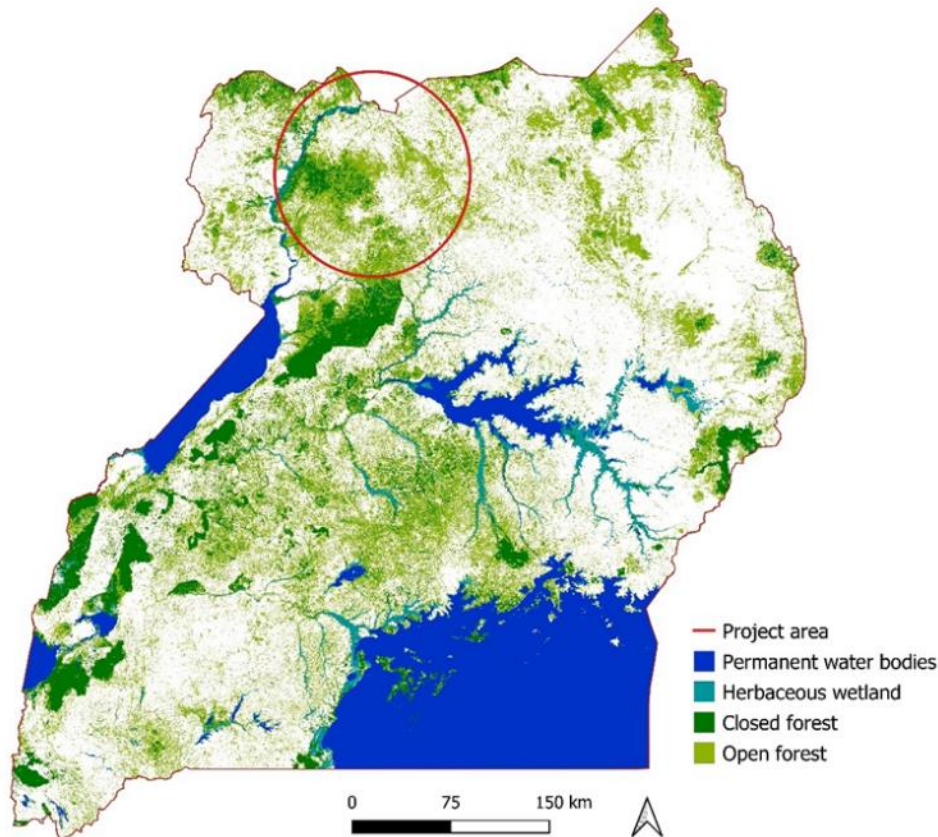 Project area
Permanent water bodies
Herbaceous wetland
Closed forest
Open forest
0 75 150 km